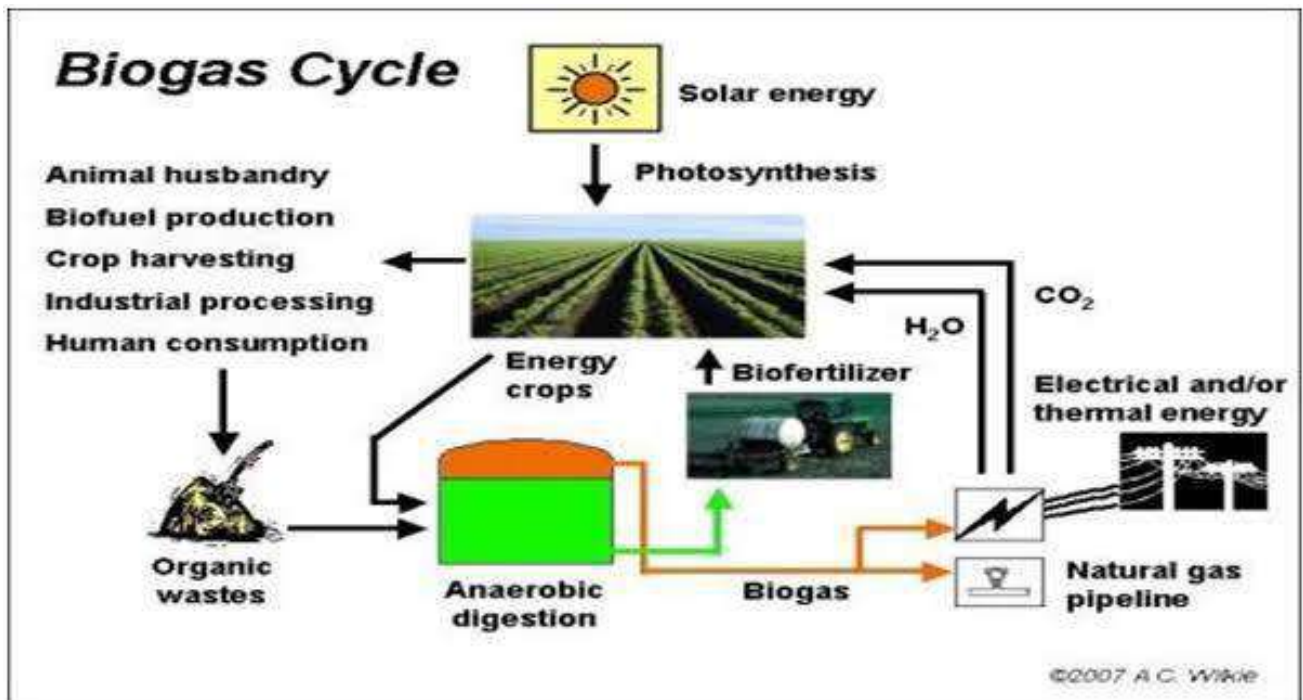 Biogas Cycle
Solar energy
Photosynthesis
Animal husbandry
Biofuel production
Crop harvesting
Industrial processing
Human consumption
CO₂
H₂O
Energy
crops
Biofertilizer
Electrical and/or
thermal energy
Organic
wastes
Anaerobic
digestion
Biogas
Natural gas
pipeline
©2007 A.C. Wilkie